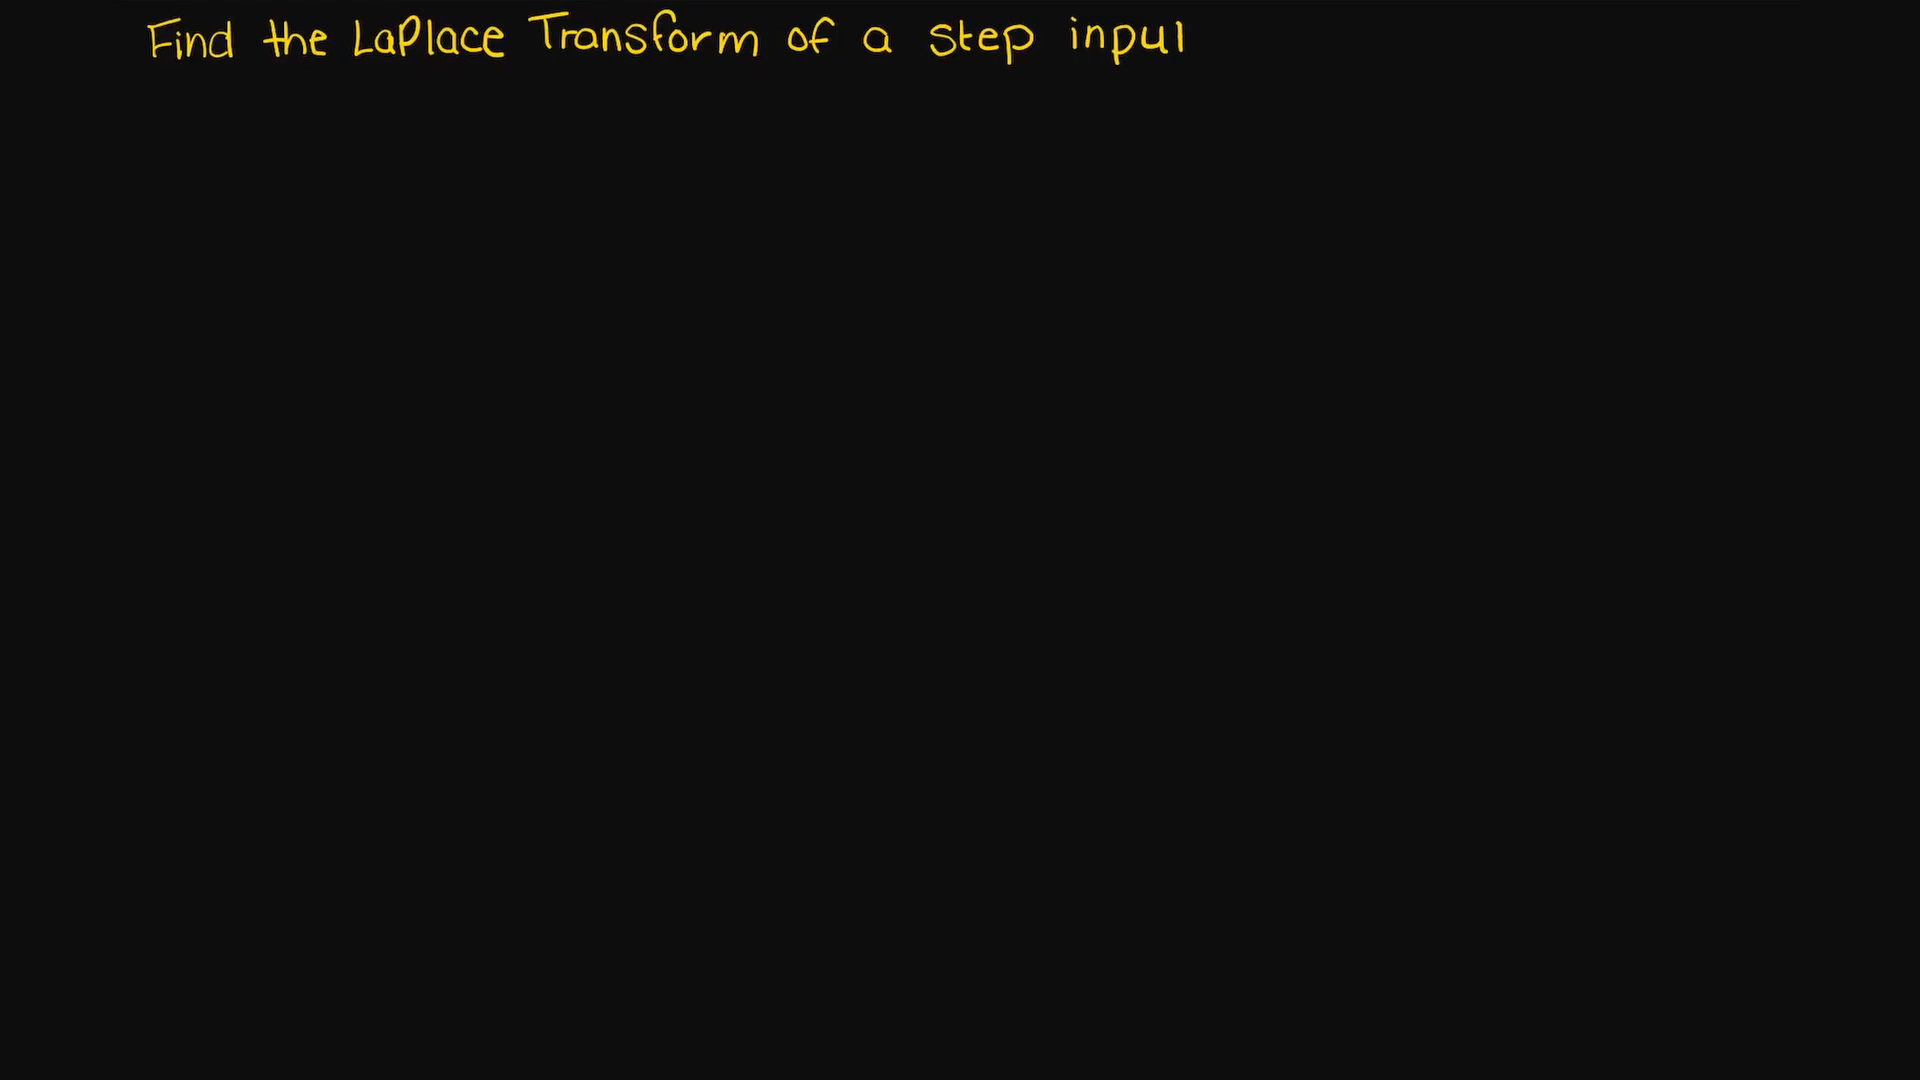 Find the LaPlace Transform of a step inpul